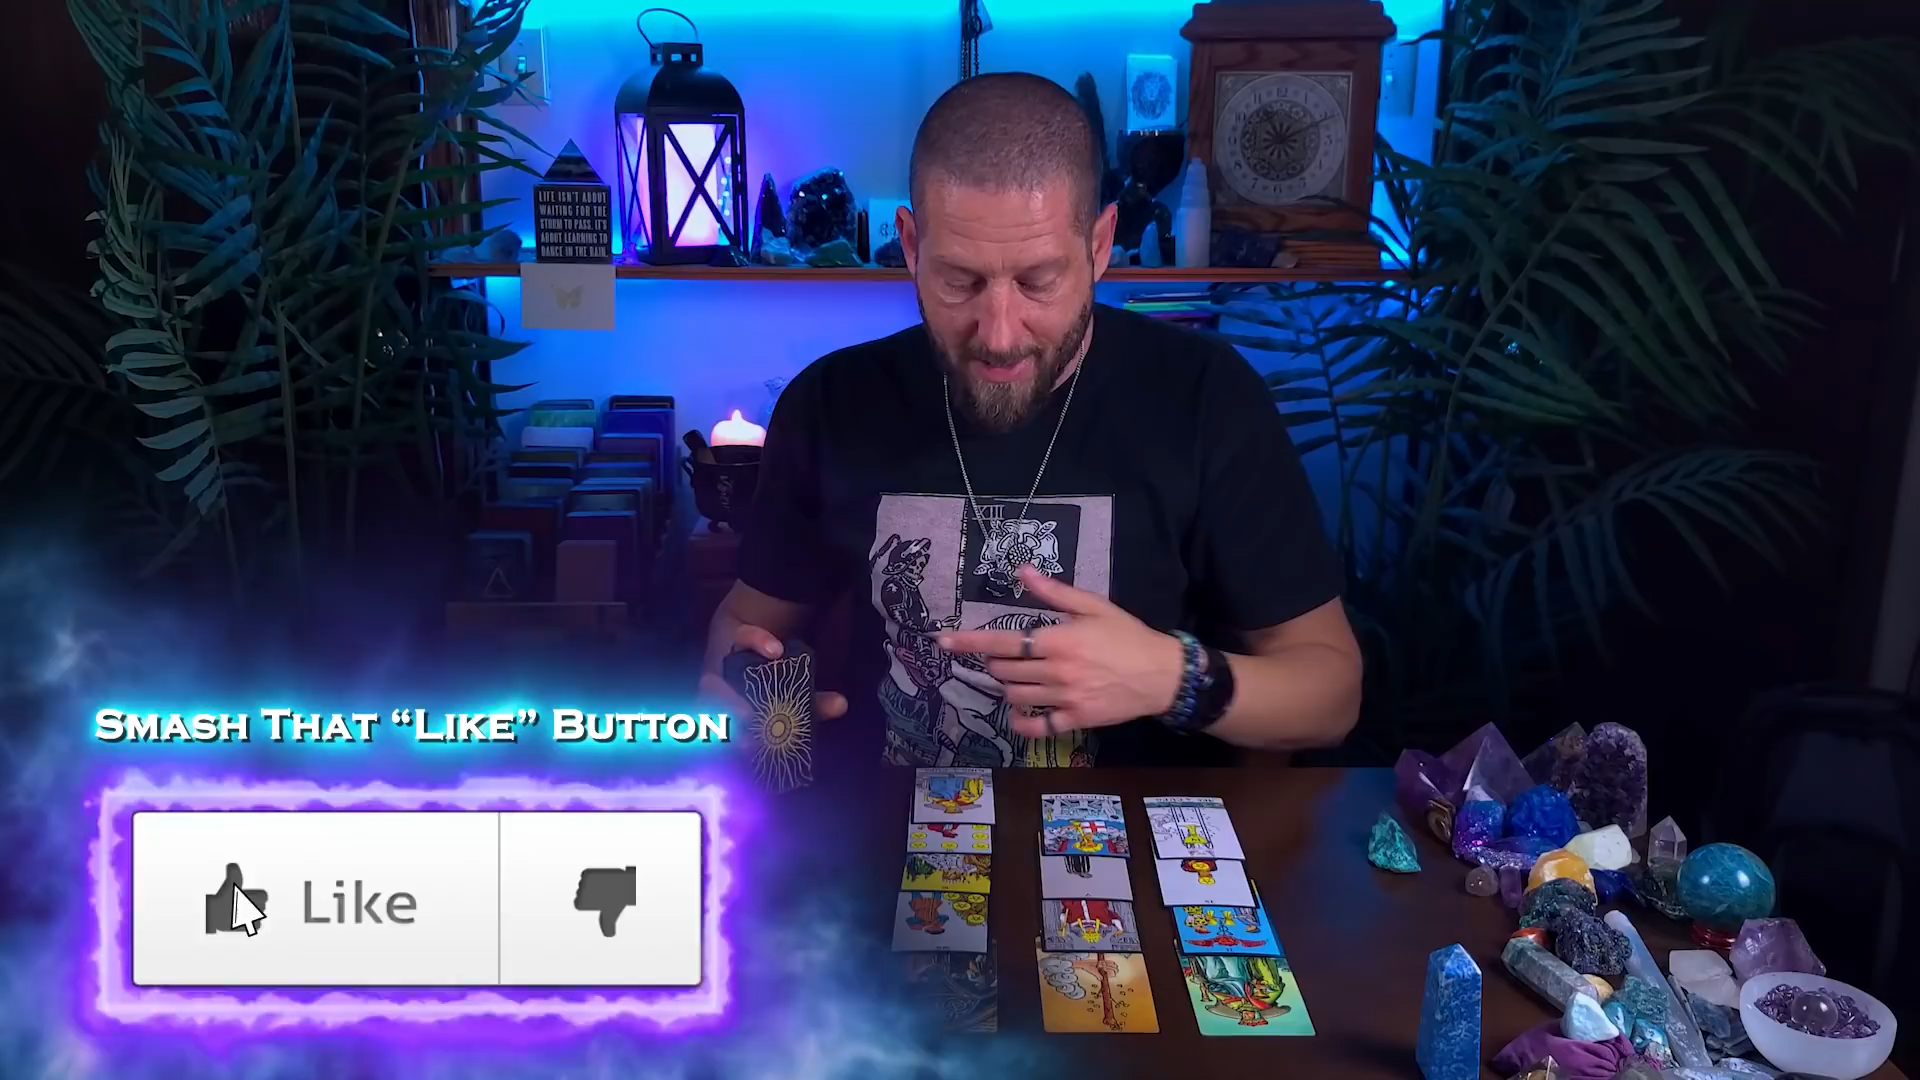 LIFE ISN'T ABOUT
WAITING FOR THE
STORM TO PASS. IT'S
ABOUT LEARNING TO
DANCE IN THE RAIN.
XIII
SMASH THAT “LIKE” BUTTON
Like